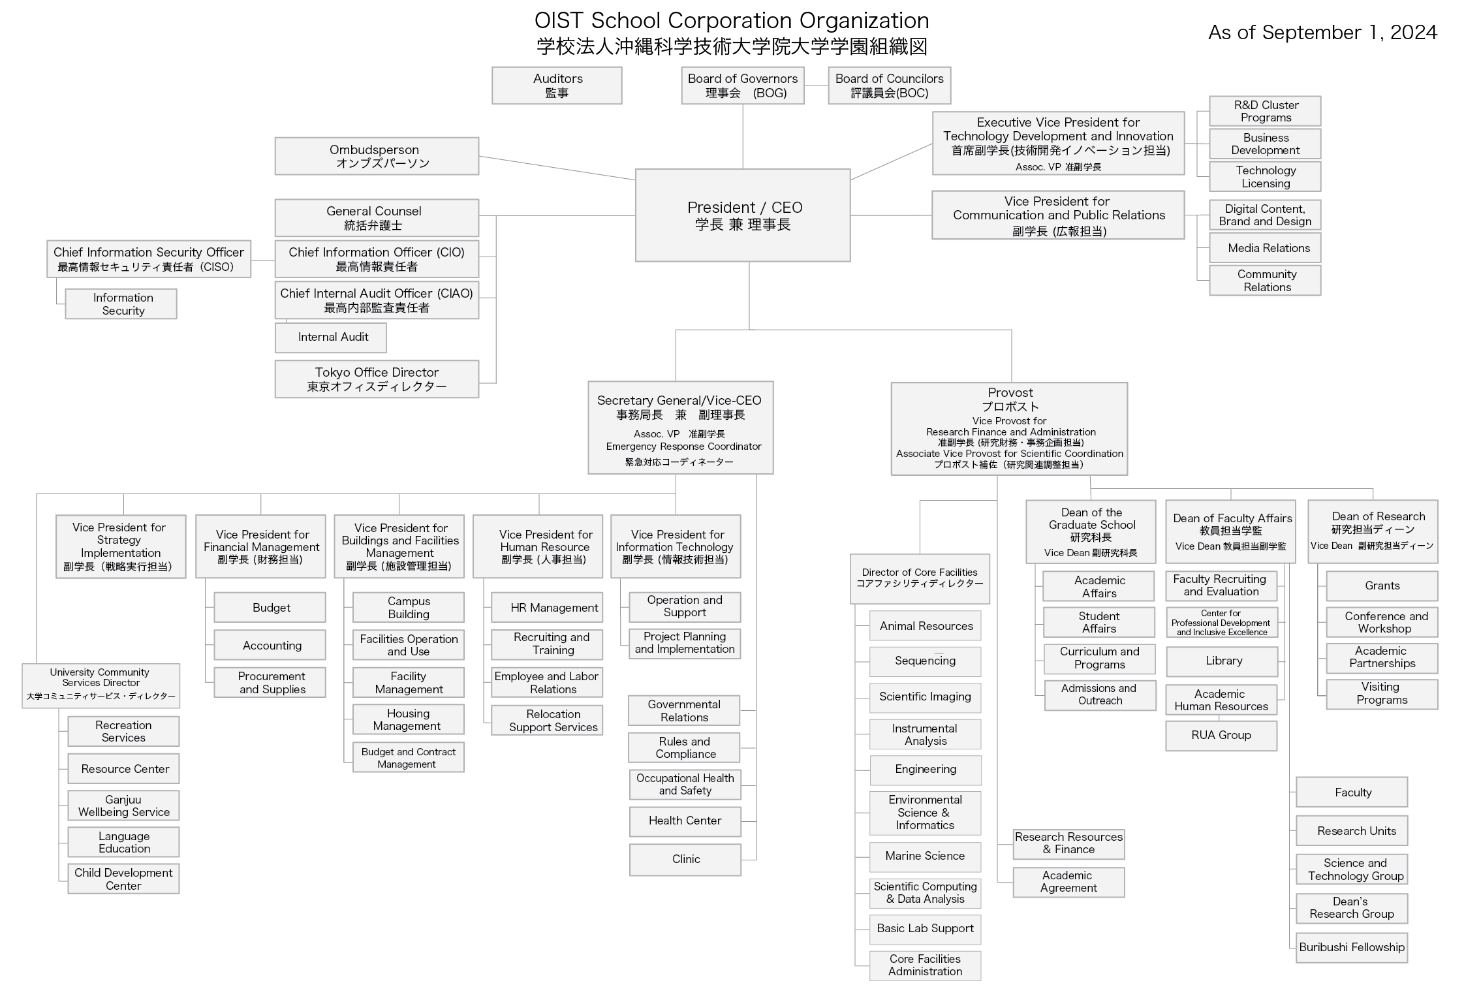 OIST School Corporation Organization
学校法人沖縄科学技術大学院大学学園組織図
As of September 1, 2024
Auditors
監事
Board of Governors
理事会　(BOG)
Board of Councilors
評議員会(BOC)
Ombudsperson
オンブズパーソン
President / CEO
学長 兼 理事長
Executive Vice President for
Technology Development and Innovation
首席副学長(技術開発イノベーション担当)
Assoc. VP 准副学長
R&D Cluster
Programs
Business
Development
Technology
Licensing
Vice President for
Communication and Public Relations
副学長 (広報担当)
Digital Content,
Brand and Design
Media Relations
Community
Relations
General Counsel
統括弁護士
Chief Information Security Officer
最高情報セキュリティ責任者（CISO）
Information
Security
Chief Information Officer (CIO)
最高情報責任者
Chief Internal Audit Officer (CIAO)
最高内部監査責任者
Internal Audit
Tokyo Office Director
東京オフィスディレクター
Secretary General/Vice-CEO
事務局長　兼　副理事長
Assoc. VP　准副学長
Emergency Response Coordinator
緊急対応コーディネーター
Provost
プロボスト
Vice Provost for
Research Finance and Administration
准副学長 (研究財務・事務企画担当)
Associate Vice Provost for Scientific Coordination
プロボスト補佐（研究関連調整担当）
Vice President for
Strategy
Implementation
副学長（戦略実行担当）
Vice President for
Financial Management
副学長 (財務担当)
Budget
Accounting
Procurement
and Supplies
Vice President for
Buildings and Facilities
Management
副学長 (施設管理担当)
Campus
Building
Facilities Operation
and Use
Facility
Management
Housing
Management
Budget and Contract
Management
Vice President for
Human Resource
副学長 (人事担当)
HR Management
Recruiting and
Training
Employee and Labor
Relations
Relocation
Support Services
Vice President for
Information Technology
副学長 (情報技術担当)
Operation and
Support
Project Planning
and Implementation
Governmental
Relations
Rules and
Compliance
Occupational Health
and Safety
Health Center
Clinic
University Community
Services Director
大学コミュニティサービス・ディレクター
Recreation
Services
Resource Center
Ganjuu
Wellbeing Service
Language
Education
Child Development
Center
Director of Core Facilities
コアファシリティディレクター
Animal Resources
Sequencing
Scientific Imaging
Instrumental
Analysis
Engineering
Environmental
Science &
Informatics
Marine Science
Scientific Computing
& Data Analysis
Basic Lab Support
Core Facilities
Administration
Research Resources
& Finance
Academic
Agreement
Dean of the
Graduate School
研究科長
Vice Dean 副研究科長
Academic
Affairs
Student
Affairs
Curriculum and
Programs
Admissions and
Outreach
Dean of Faculty Affairs
教員担当学監
Vice Dean 教員担当副学監
Faculty Recruiting
and Evaluation
Center for
Professional Development
and Inclusive Excellence
Library
Academic
Human Resources
RUA Group
Faculty
Research Units
Science and
Technology Group
Dean's
Research Group
Buribushi Fellowship
Dean of Research
研究担当ディーン
Vice Dean  副研究担当ディーン
Grants
Conference and
Workshop
Academic
Partnerships
Visiting
Programs